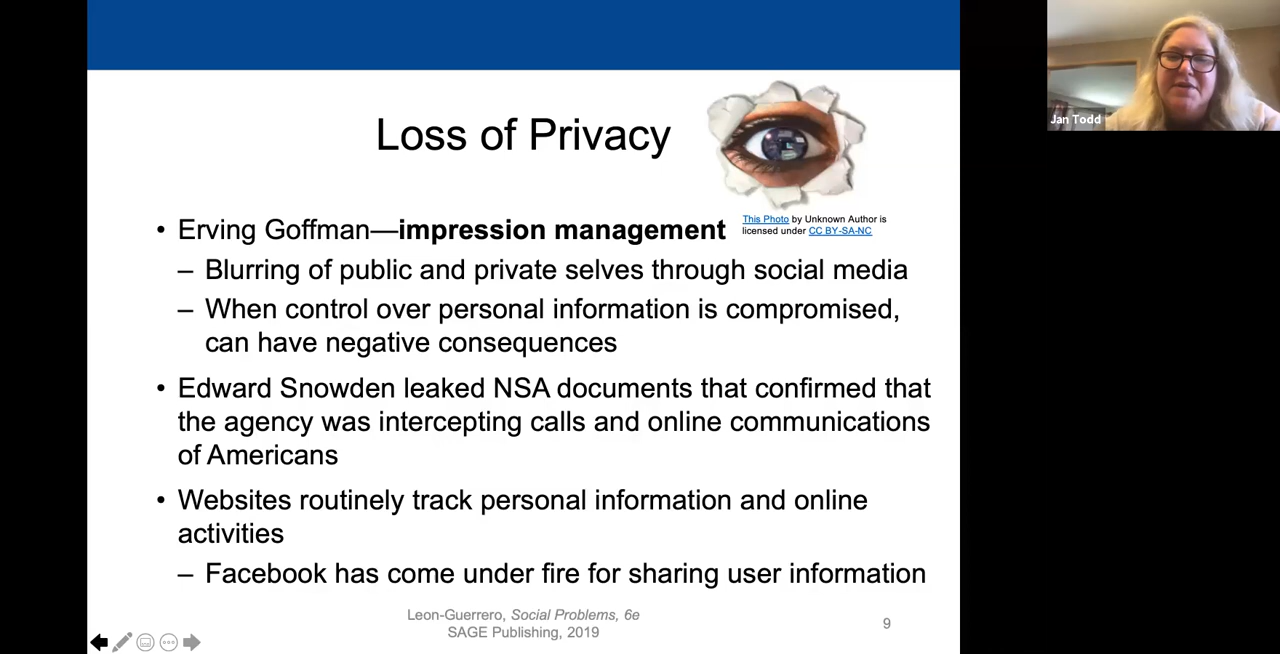 Loss of Privacy
Jan Todd
This Photo by Unknown Author is
licensed under CC BY-SA-NC
• Erving Goffman—impression management
– Blurring of public and private selves through social media
– When control over personal information is compromised,
can have negative consequences
• Edward Snowden leaked NSA documents that confirmed that
the agency was intercepting calls and online communications
of Americans
• Websites routinely track personal information and online
activities
– Facebook has come under fire for sharing user information
Leon-Guerrero, Social Problems, 6e
SAGE Publishing, 2019
9